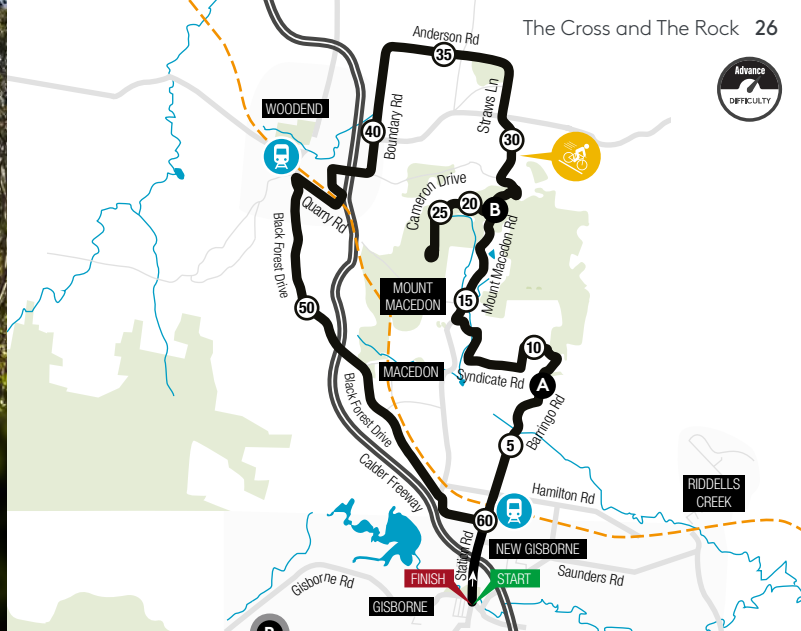 The Cross and The Rock 26
Advance
DIFFICULTY
Anderson Rd
35
WOODEND
Straws Ln
40
Boundary Rd
30
Cameron Drive
20
25
B
Quarry Rd
Mount Macedon Rd
Black Forest Drive
MOUNT
MACEDON
15
50
10
MACEDON
Syndicate Rd
A
Black Forest Drive
Barringo Rd
5
Calder Freeway
RIDDELLS
CREEK
Hamilton Rd
60
Station Rd
NEW GISBORNE
FINISH
START
Saunders Rd
Gisborne Rd
GISBORNE